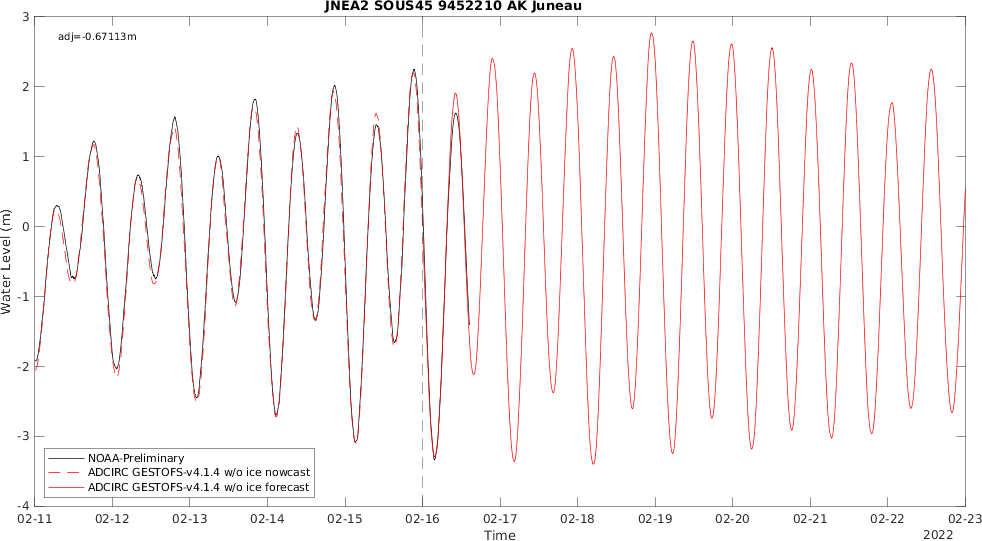 JNEA2 SOUS45 9452210 AK Juneau
adj=-0.67113m
3
2
1
0
-1
-2
-3
-4
Water Level (m)
NOAA-Preliminary
ADCIRC GESTOFS-v4.1.4 w/o ice nowcast
ADCIRC GESTOFS-v4.1.4 w/o ice forecast
02-11 02-12 02-13 02-14 02-15 02-16 02-17 02-18 02-19 02-20 02-21 02-22 02-23
Time
2022